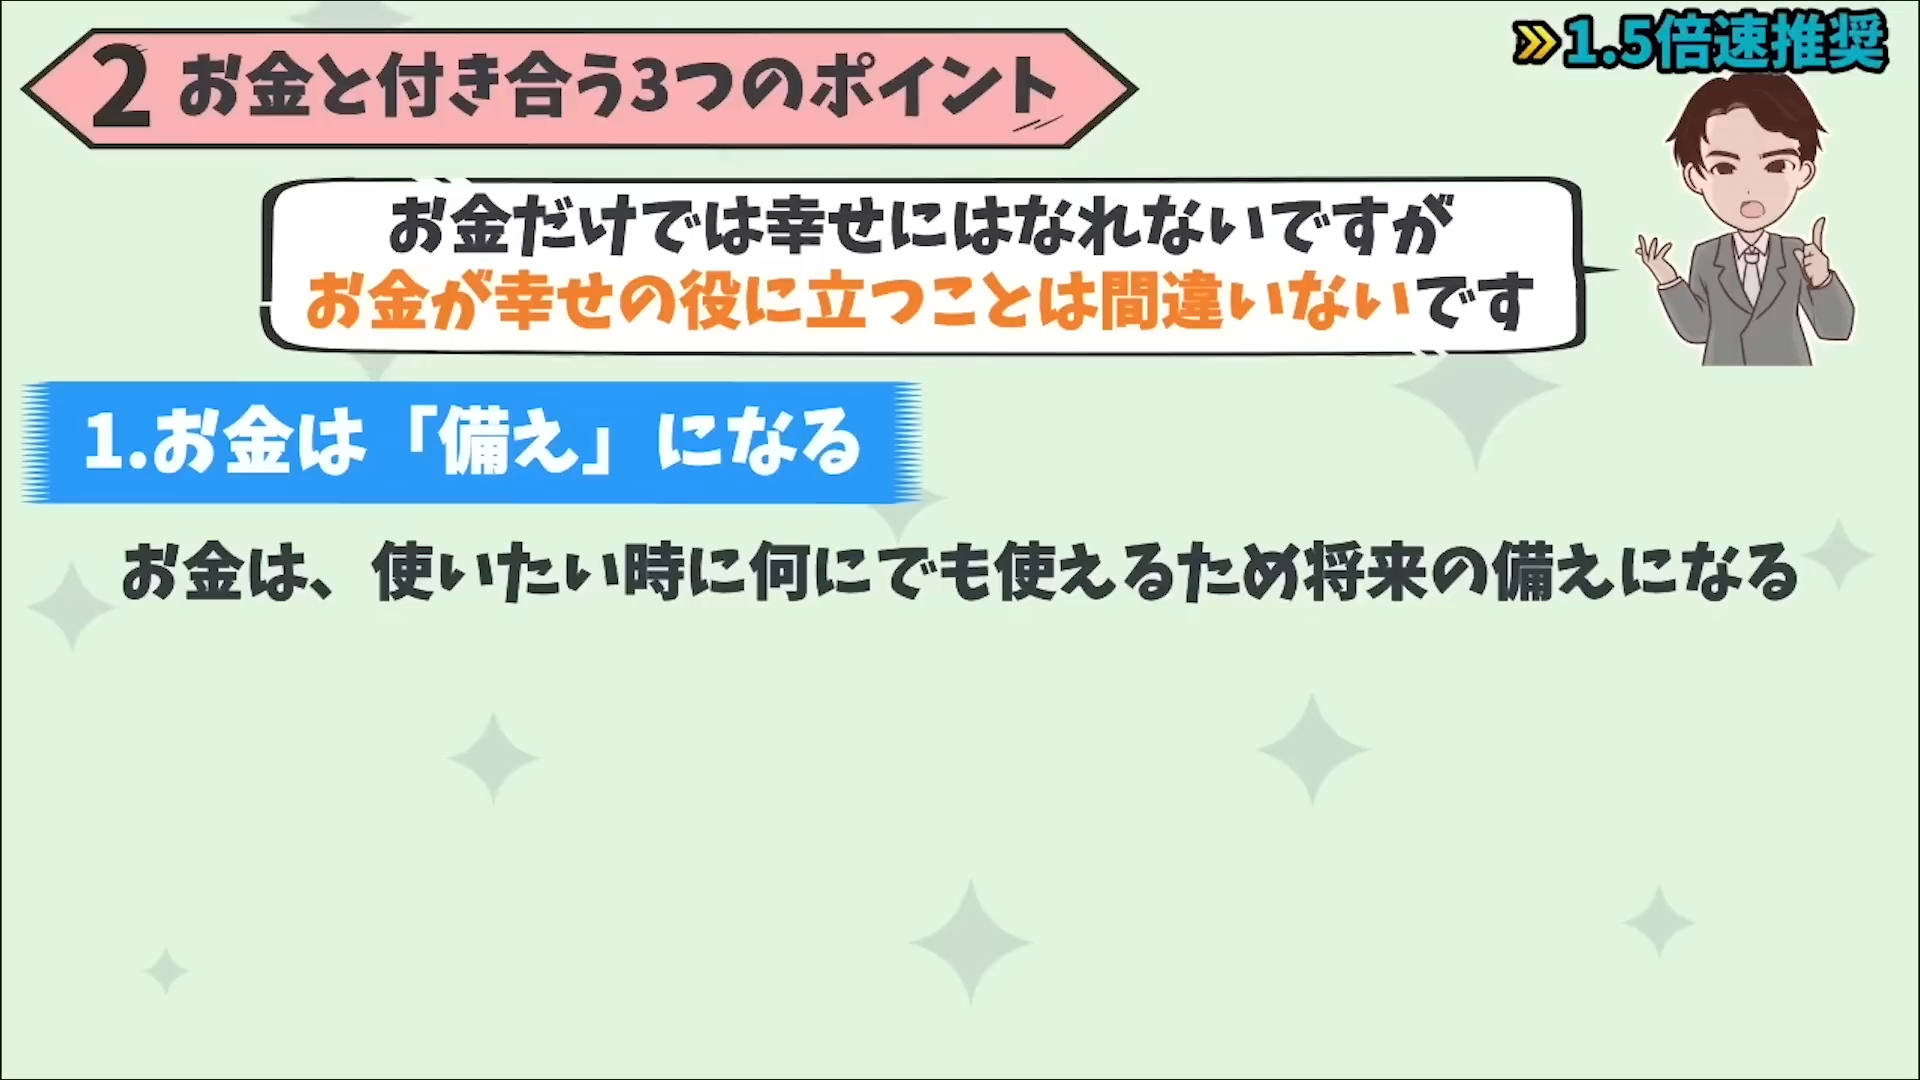 2 お金と付き合う3つのポイント
1.5倍速推奨
お金だけでは幸せにはなれないですが
お金が幸せの役に立つことは間違いないです
1.お金は「備え」になる
お金は、使いたい時に何にでも使えるため将来の備えになる